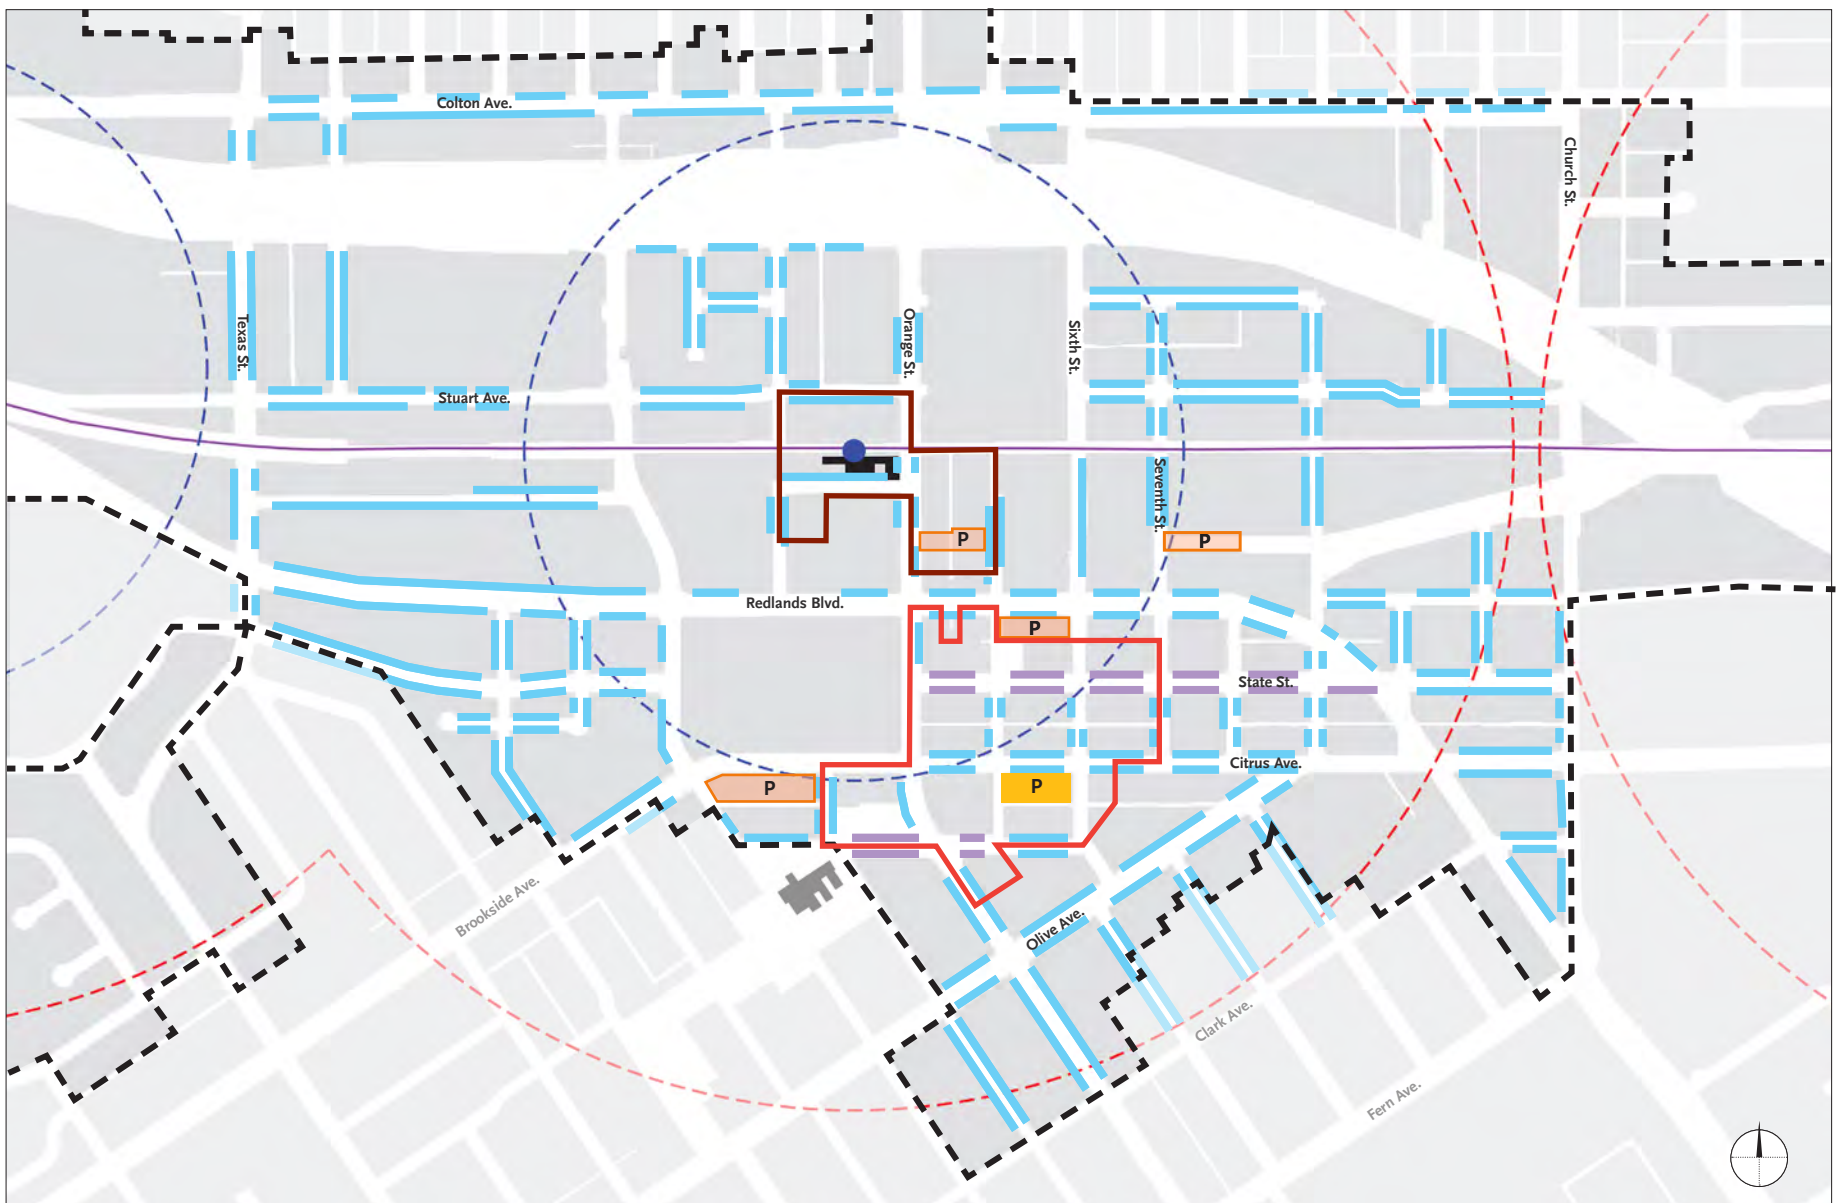 Colton Ave.
Church St.
Texas St.
Orange St.
Sixth St.
Stuart Ave.
Seventh St.
P
P
Redlands Blvd.
P
State St.
Citrus Ave.
P
P
Brookside Ave.
Olive Ave.
Clark Ave.
Fern Ave.